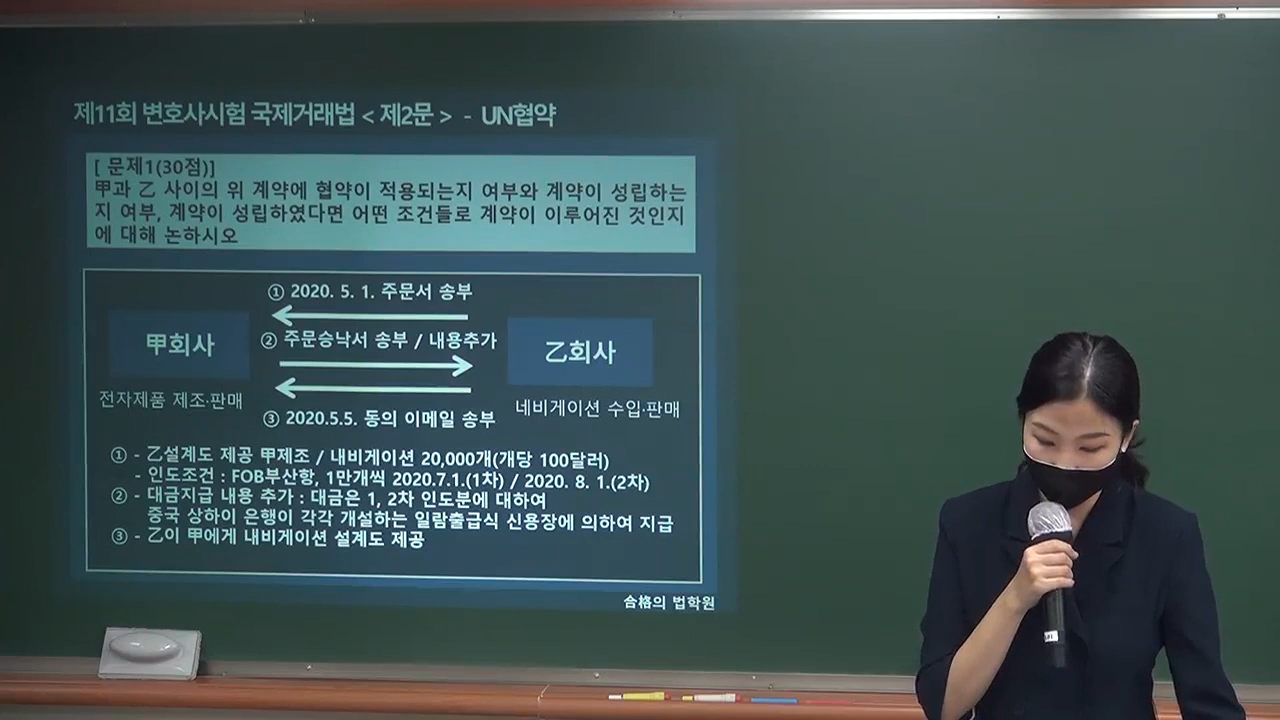 제11회 변호사시험 국제거래법 < 제2문 > - UN협약
[ 문제1(30점)]
甲과 乙 사이의 위 계약에 협약이 적용되는지 여부와 계약이 성립하는
지 여부, 계약이 성립하였다면 어떤 조건들로 계약이 이루어진 것인지
에 대해 논하시오
① 2020. 5. 1. 주문서 송부
② 주문승낙서 송부 / 내용추가
甲회사
乙회사
전자제품 제조·판매
네비게이션 수입·판매
③ 2020.5.5. 동의 이메일 송부
① - 乙설계도 제공 甲제조 / 내비게이션 20,000개(개당 100달러)
- 인도조건 : FOB부산항, 1만개씩 2020.7.1.(1차) / 2020. 8. 1.(2차)
② - 대금지급 내용 추가 : 대금은 1, 2차 인도분에 대하여
중국 상하이 은행이 각각 개설하는 일람출급식 신용장에 의하여 지급
③ - 乙이 甲에게 내비게이션 설계도 제공
合格의 법학원